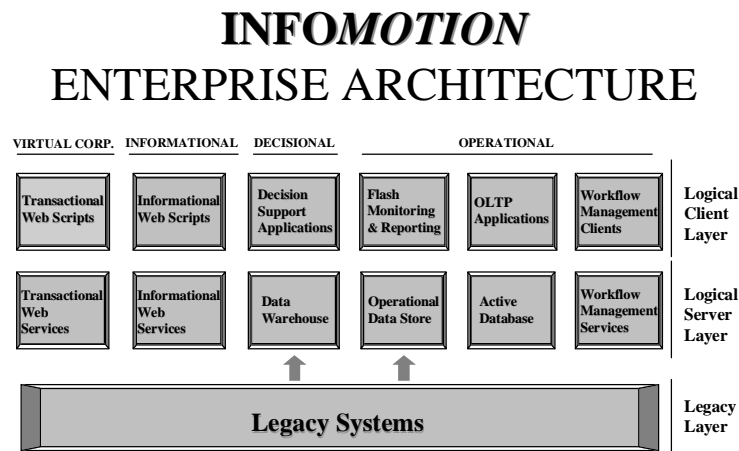 INFOMOTION
ENTERPRISE ARCHITECTURE
VIRTUAL CORP. INFORMATIONAL DECISIONAL OPERATIONAL
Transactional
Web Scripts
Informational
Web Scripts
Decision
Support
Applications
Flash
Monitoring
& Reporting
OLTP
Applications
Workflow
Management
Clients
Logical
Client
Layer
Transactional
Web
Services
Informational
Web
Services
Data
Warehouse
Operational
Data Store
Active
Database
Workflow
Management
Services
Logical
Server
Layer
Legacy Systems
Legacy
Layer